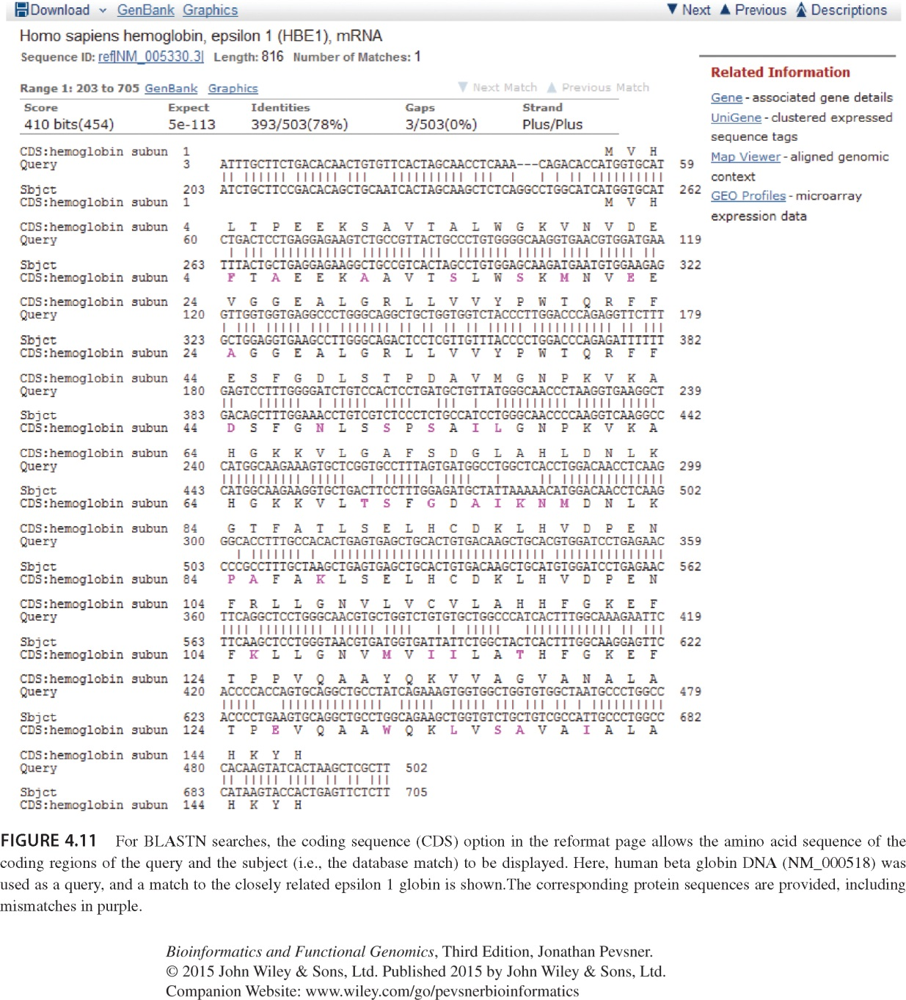 Download GenBank Graphics
Next Previous Descriptions
Homo sapiens hemoglobin, epsilon 1 (HBE1), mRNA
Sequence ID: ref|NM_005330.3| Length: 816 Number of Matches: 1
Related Information
Gene - associated gene details
UniGene - clustered expressed
sequence tags
Map Viewer - aligned genomic
context
GEO Profiles - microarray
expression data
Range 1: 203 to 705 GenBank Graphics
Next Match Previous Match
Score Expect Identities Gaps Strand
410 bits(454) 5e-113 393/503(78%) 3/503(0%) Plus/Plus
CDS:hemoglobin subun 1 M V H
Query 3 ATTTGCTTCTGACACAACTGTGTTCACTAGCAACCTCAAA---CAGACACCATGGTGCAT 59
Sbjct 203 ATCTGCTTCCGACACAGCTGCAATCACTAGCAAGCTCTCAGGCCTGGCATCATGGTGCAT 262
CDS:hemoglobin subun 1 M V H
CDS:hemoglobin subun 4 L T P E E K S A V T A L W G K V N V D E
Query 60 CTGACTCCTGAGGAGAAGTCTGCCGTTACTGCCCTGTGGGGCAAGGTGAACGTGGATGAA 119
Sbjct 263 TTTACTGCTGAGGAGAAGGCTGCCGTCACTAGCCTGTGGAGCAAGATGAATGTGGAAGAG 322
CDS:hemoglobin subun 4 F T A E E K A A V T S L W S K M N V E E
CDS:hemoglobin subun 24 V G G E A L G R L L V V Y P W T Q R F F
Query 120 GTTGGTGGTGAGGCCCTGGGCAGGCTGCTGGTGGTCTACCCTTGGACCCAGAGGTTCTTT 179
Sbjct 323 GCTGGAGGTGAAGCCTTGGGCAGACTCCTCGTTGTTTACCCCTGGACCCAGAGATTTTTT 382
CDS:hemoglobin subun 24 A G G E A L G R L L V V Y P W T Q R F F
CDS:hemoglobin subun 44 E S F G D L S T P D A V M G N P K V K A
Query 180 GAGTCCTTTGGGGATCTGTCCACTCCTGATGCTGTTATGGGCAACCCTAAGGTGAAGGCT 239
Sbjct 383 GACAGCTTTGGAAACCTGTCGTCTCCCTCTGCCATCCTGGGCAACCCCAAGGTCAAGGCC 442
CDS:hemoglobin subun 44 D S F G N L S S P S A I L G N P K V K A
CDS:hemoglobin subun 64 H G K K V L G A F S D G L A H L D N L K
Query 240 CATGGCAAGAAAGTGCTCGGTGCCTTTAGTGATGGCCTGGCTCACCTGGACAACCTCAAG 299
Sbjct 443 CATGGCAAGAAGGTGCTGACTTCCTTTGGAGATGCTATTAAAAACATGGACAACCTCAAG 502
CDS:hemoglobin subun 64 H G K K V L T S F G D A I K N M D N L K
CDS:hemoglobin subun 84 G T F A T L S E L H C D K L H V D P E N
Query 300 GGCACCTTTGCCACACTGAGTGAGCTGCACTGTGACAAGCTGCACGTGGATCCTGAGAAC 359
Sbjct 503 CCCGCCTTTGCTAAGCTGAGTGAGCTGCACTGTGACAAGCTGCATGTGGATCCTGAGAAC 562
CDS:hemoglobin subun 84 P A F A K L S E L H C D K L H V D P E N
CDS:hemoglobin subun 104 F R L L G N V L V C V L A H H F G K E F
Query 360 TTCAGGCTCCTGGGCAACGTGCTGGTCTGTGTGCTGGCCCATCACTTTGGCAAAGAATTC 419
Sbjct 563 TTCAAGCTCCTGGGTAACGTGATGGTGATTATTCTGGCTACTCACTTTGGCAAGGAGTTC 622
CDS:hemoglobin subun 104 F K L L G N V M V I I L A T H F G K E F
CDS:hemoglobin subun 124 T P P V Q A A Y Q K V V A G V A N A L A
Query 420 ACCCCACCAGTGCAGGCTGCCTATCAGAAAGTGGTGGCTGGTGTGGCTAATGCCCTGGCC 479
Sbjct 623 ACCCCTGAAGTGCAGGCTGCCTGGCAGAAGCTGGTGTCTGCTGTCGCCATTGCCCTGGCC 682
CDS:hemoglobin subun 124 T P E V Q A A W Q K L V S A V A I A L A
CDS:hemoglobin subun 144 H K Y H
Query 480 CACAAGTATCACTAAGCTCGCTT 502
Sbjct 683 CATAAGTACCACTGAGTTCTCTT 705
CDS:hemoglobin subun 144 H K Y H
FIGURE 4.11 For BLASTN searches, the coding sequence (CDS) option in the reformat page allows the amino acid sequence of the
coding regions of the query and the subject (i.e., the database match) to be displayed. Here, human beta globin DNA (NM_000518) was
used as a query, and a match to the closely related epsilon 1 globin is shown.The corresponding protein sequences are provided, including
mismatches in purple.
Bioinformatics and Functional Genomics, Third Edition, Jonathan Pevsner.
© 2015 John Wiley & Sons, Ltd. Published 2015 by John Wiley & Sons, Ltd.
Companion Website: www.wiley.com/go/pevsnerbioinformatics